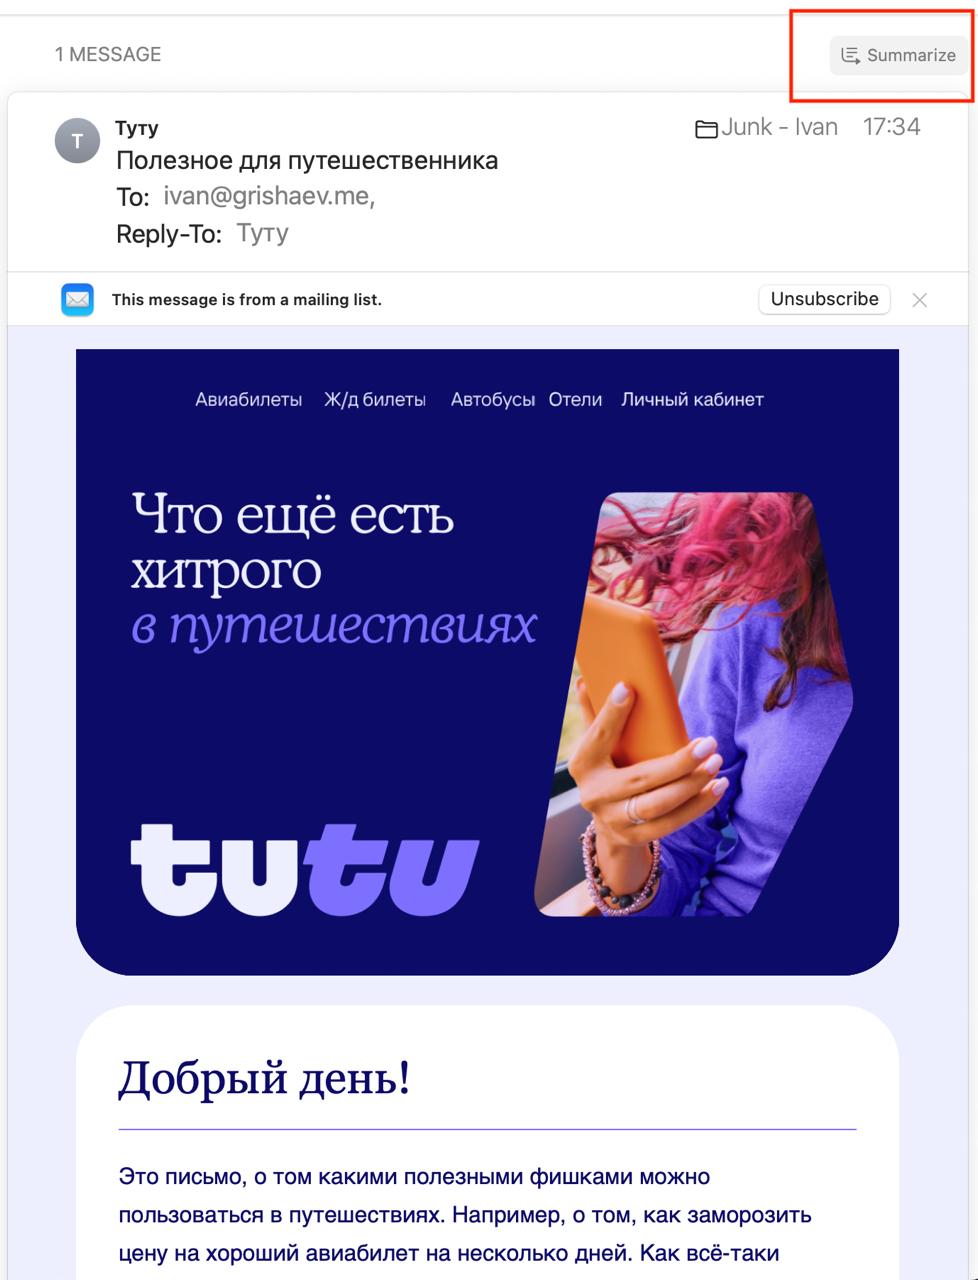 1 MESSAGE
Summarize
T
Туту
Junk - Ivan 17:34
Полезное для путешественника
To: ivan@grishaev.me,
Reply-To: Туту
This message is from a mailing list.
Unsubscribe
Авиабилеты Ж/д билеты Автобусы Отели Личный кабинет
Что ещё есть
хитрого
в путешествиях
tutu
Добрый день!
Это письмо, о том какими полезными фишками можно
пользоваться в путешествиях. Например, о том, как заморозить
цену на хороший авиабилет на несколько дней. Как всё-таки